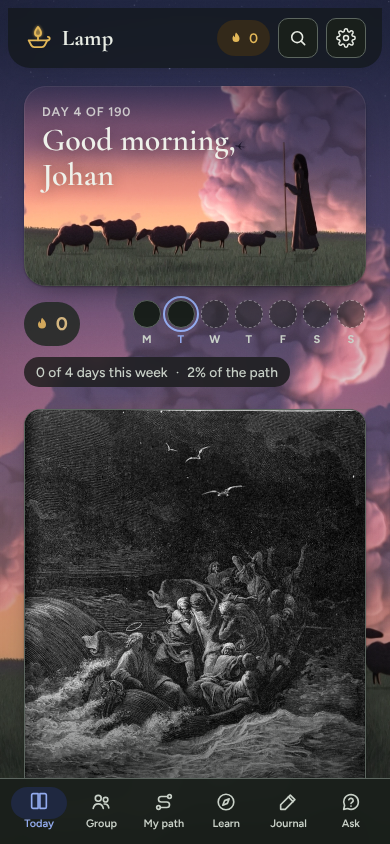 Lamp
0
DAY 4 OF 190
Good morning,
Johan
0
M T W T F S S
0 of 4 days this week · 2% of the path
Today Group My path Learn Journal Ask